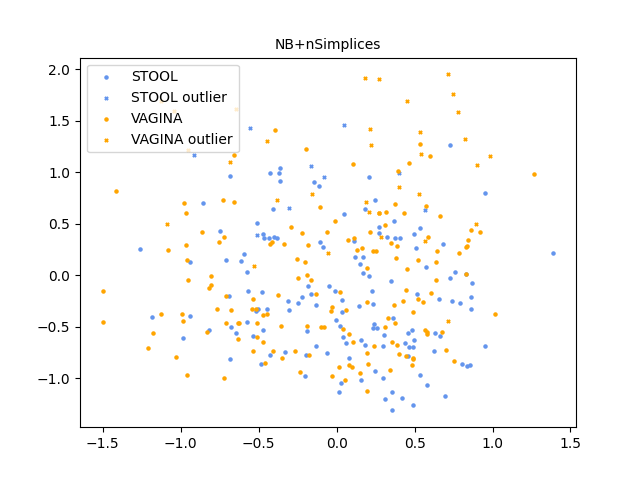 NB+nSimplices
STOOL
STOOL outlier
VAGINA
VAGINA outlier
2.0
1.5
1.0
0.5
0.0
−0.5
−1.0
−1.5 −1.0 −0.5 0.0 0.5 1.0 1.5